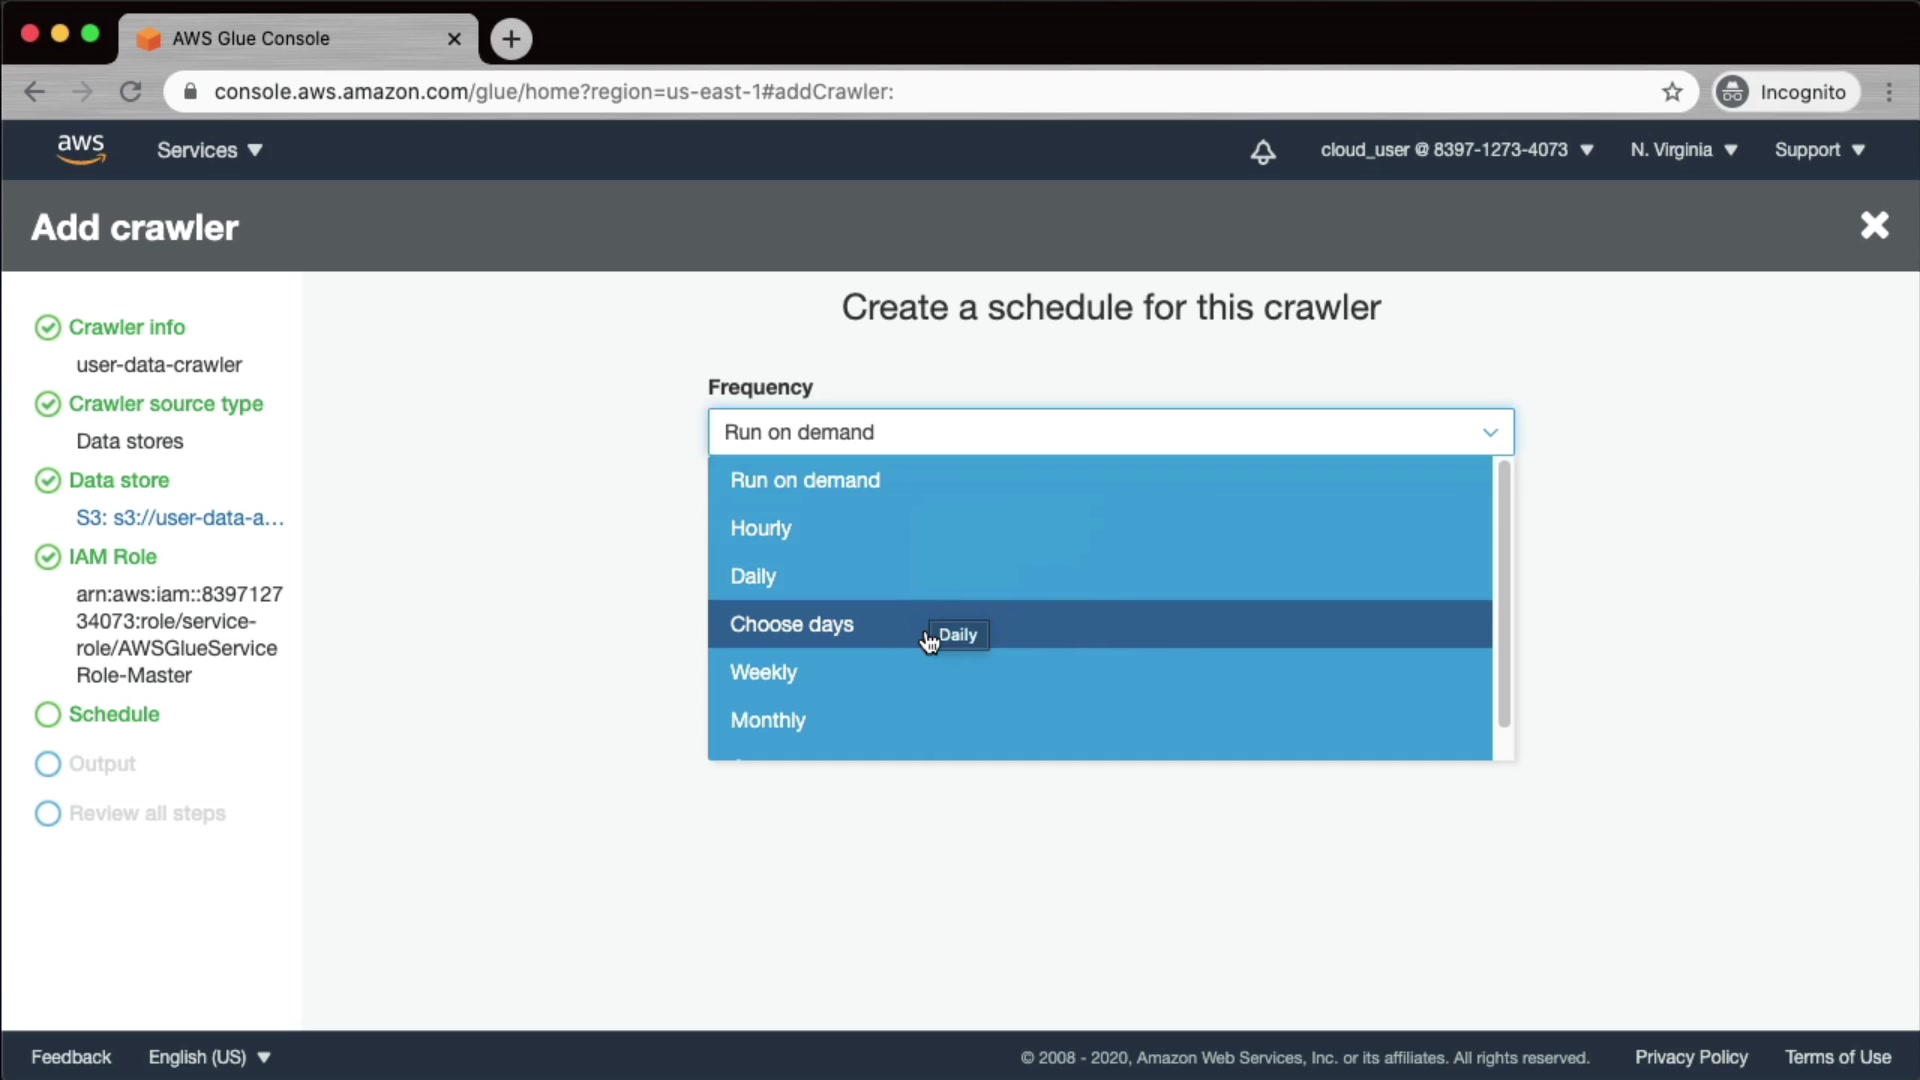 AWS Glue Console
console.aws.amazon.com/glue/home?region=us-east-1#addCrawler:
Incognito
aws
Services
cloud_user @ 8397-1273-4073
N. Virginia
Support
Add crawler
Crawler info
user-data-crawler
Crawler source type
Data stores
Data store
S3: s3://user-data-a...
IAM Role
arn:aws:iam::8397127
34073:role/service-
role/AWSGlueService
Role-Master
Schedule
Output
Review all steps
Create a schedule for this crawler
Frequency
Run on demand
Run on demand
Hourly
Daily
Choose days
Daily
Weekly
Monthly
Feedback
English (US)
© 2008 - 2020, Amazon Web Services, Inc. or its affiliates. All rights reserved.
Privacy Policy
Terms of Use